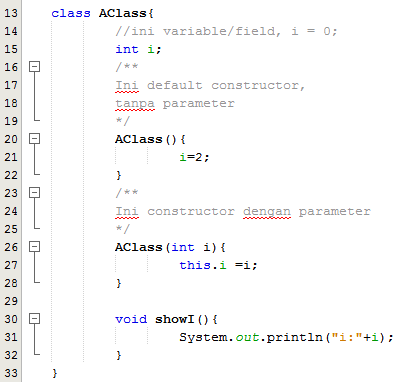 13 class AClass{
14 //ini variable/field, i = 0;
15 int i;
16 /**
17 Ini default constructor,
18 tanpa parameter
19 */
20 AClass(){
21 i=2;
22 }
23 /**
24 Ini constructor dengan parameter
25 */
26 AClass(int i){
27 this.i =i;
28 }
29
30 void showI(){
31 System.out.println("i:"+i);
32 }
33 }